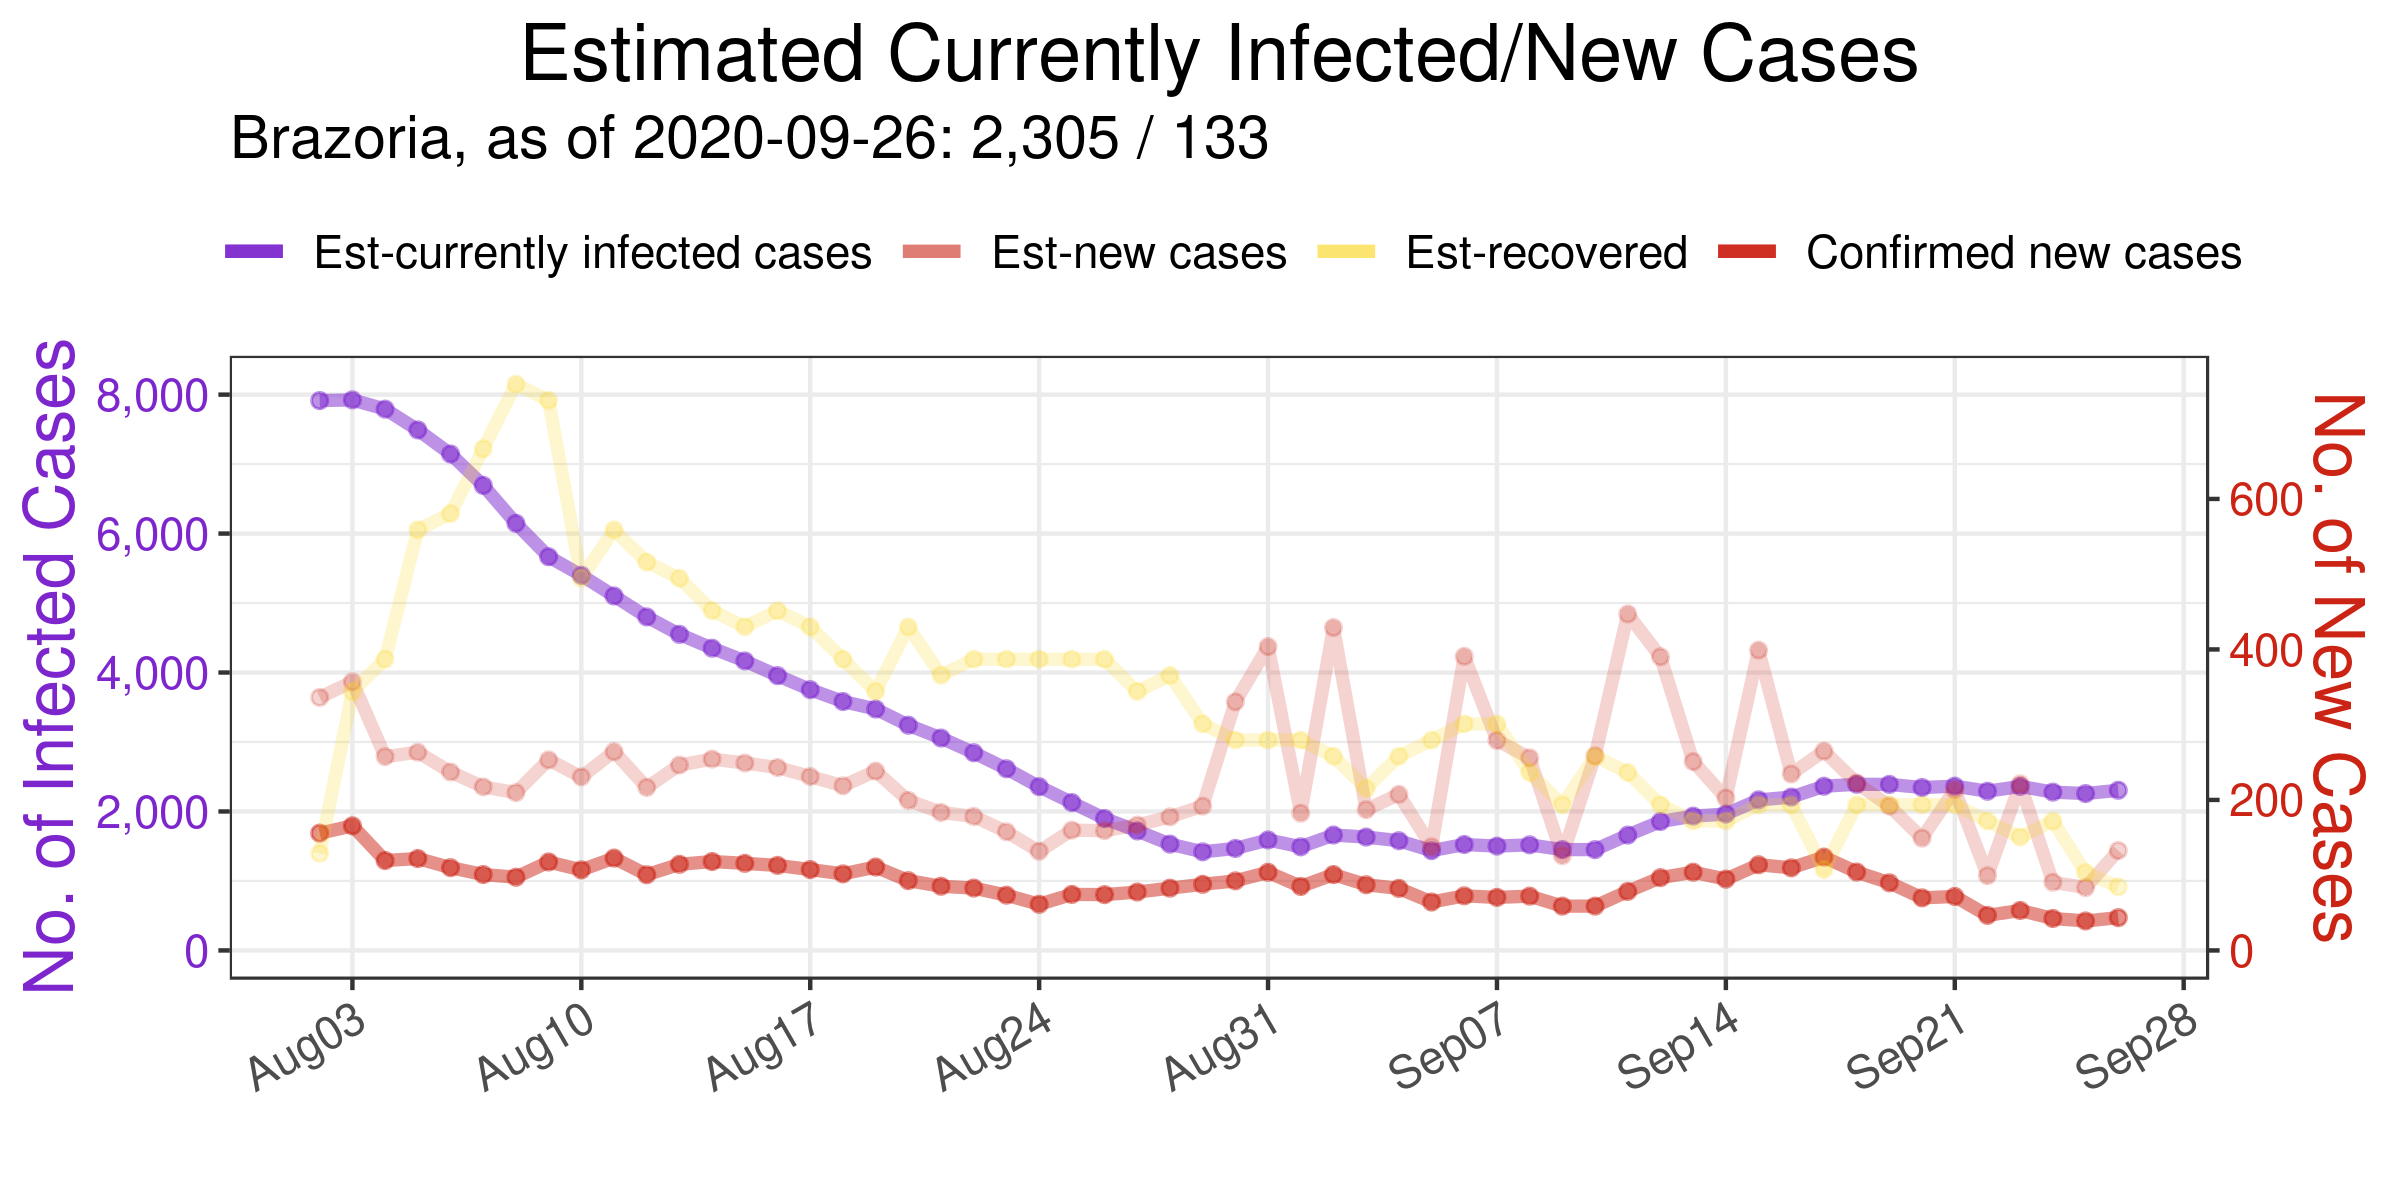 Estimated Currently Infected/New Cases
Brazoria, as of 2020-09-26: 2,305 / 133
Est-currently infected cases Est-new cases Est-recovered Confirmed new cases
No. of Infected Cases
8,000
6,000
4,000
2,000
0
No. of New Cases
600
400
200
0
Aug03 Aug10 Aug17 Aug24 Aug31 Sep07 Sep14 Sep21 Sep28